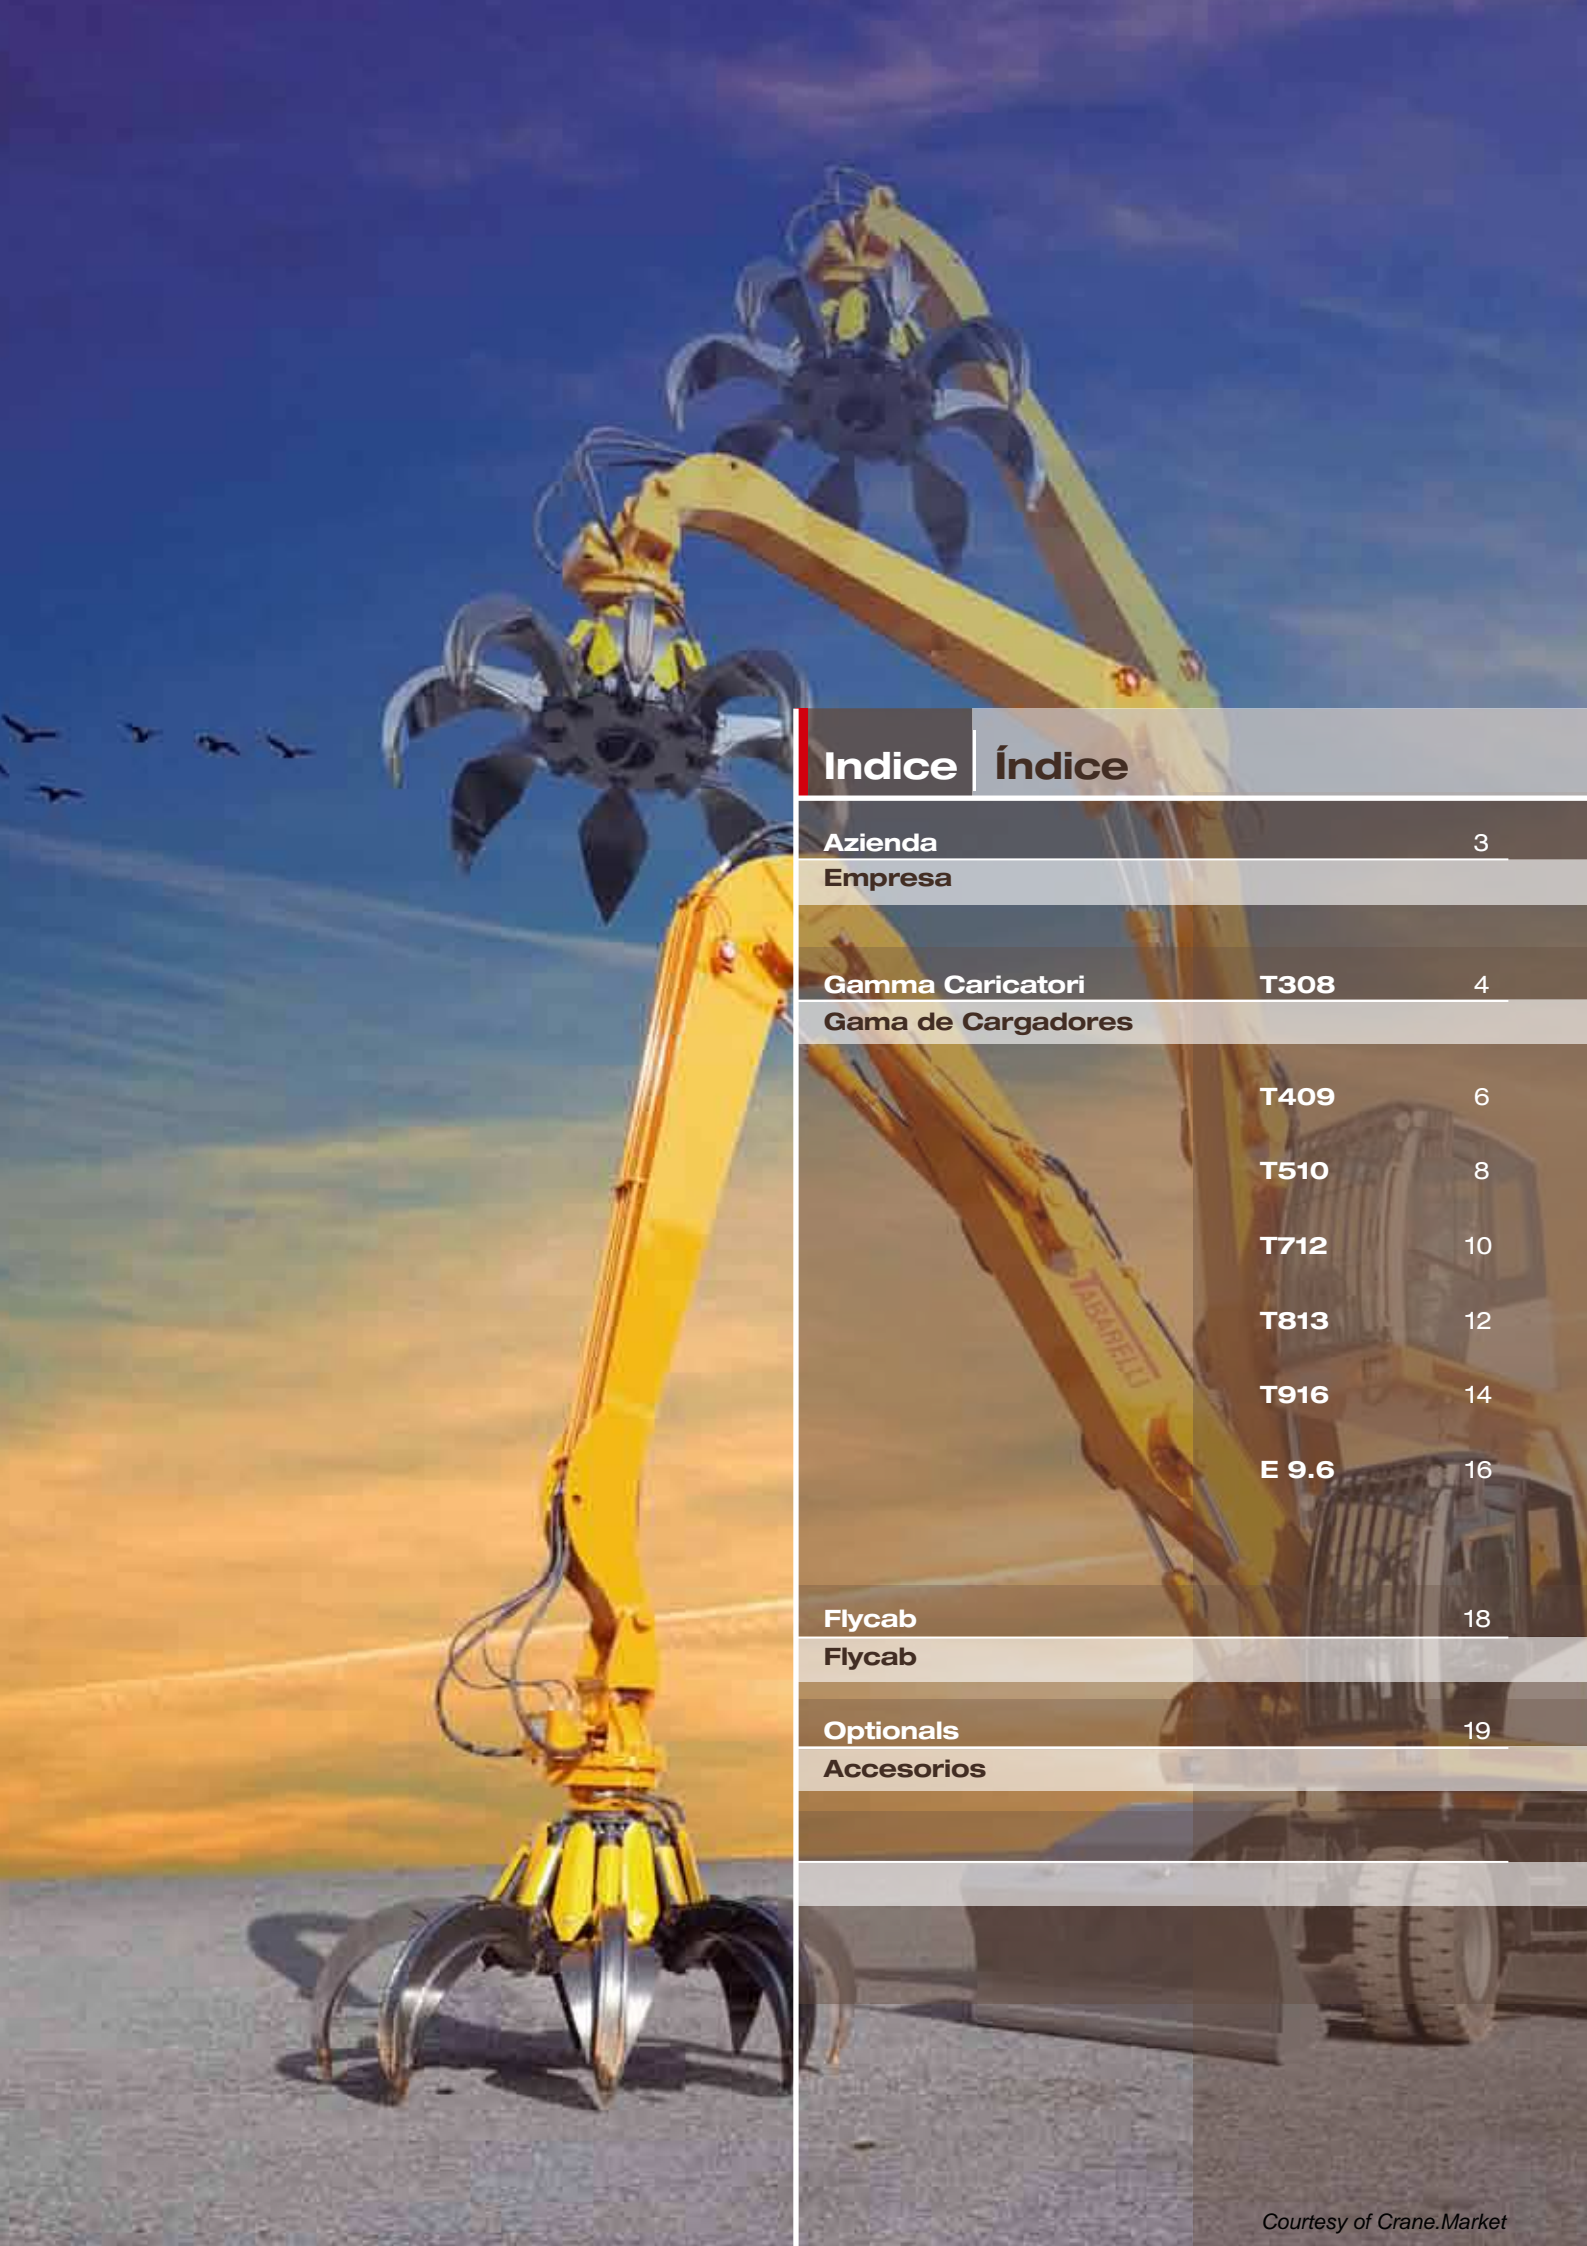 Indice Índice
Azienda 3
Empresa
Gamma Caricatori T308 4
Gama de Cargadores
T409 6
T510 8
T712 10
TABARELLI
T813 12
T916 14
E 9.6 16
Flycab 18
Flycab
Optionals 19
Accesorios
Courtesy of Crane.Market